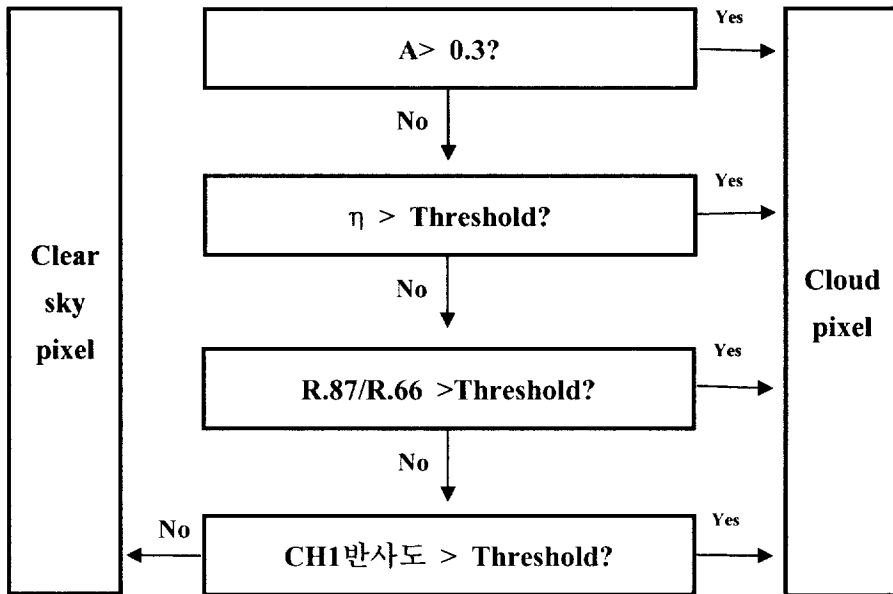 A> 0.3?
Yes
No
η > Threshold?
Yes
No
R.87/R.66 >Threshold?
Yes
No
CH1반사도 > Threshold?
Yes
No
Clear
sky
pixel
Cloud
pixel